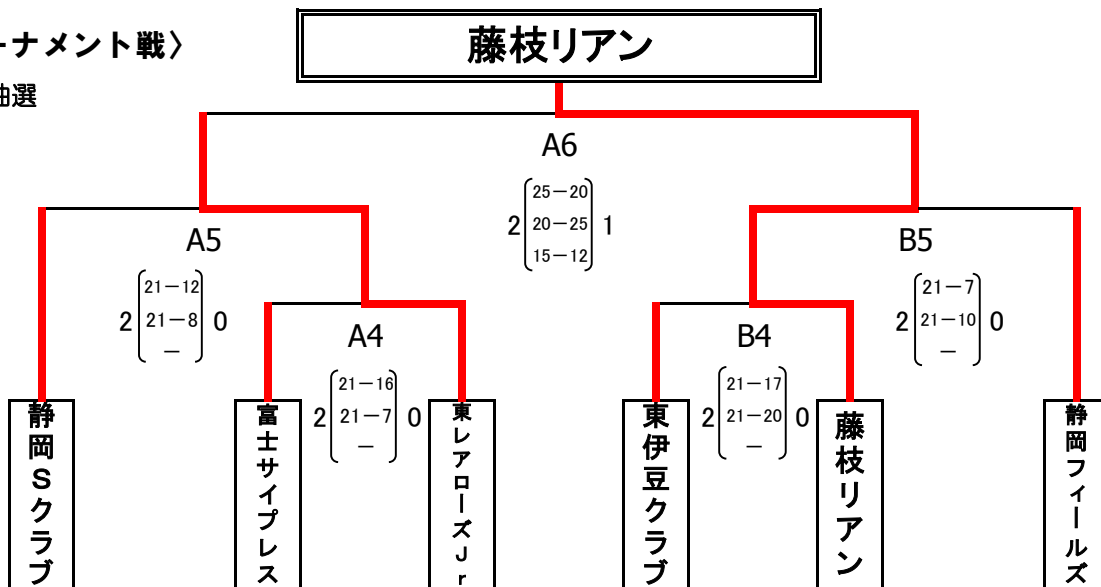 藤枝リアン
ーナメント戦〉
抽選
A6
25－20
2 20－25 1
15－12
A5
21－12
2 21－8 0
－
B5
21－7
2 21－10 0
－
A4
21－16
2 21－7 0
－
B4
21－17
2 21－20 0
－
静岡Sクラブ
富士サイプレス
東レアローズJr
東伊豆クラブ
藤枝リアン
静岡フィールズ